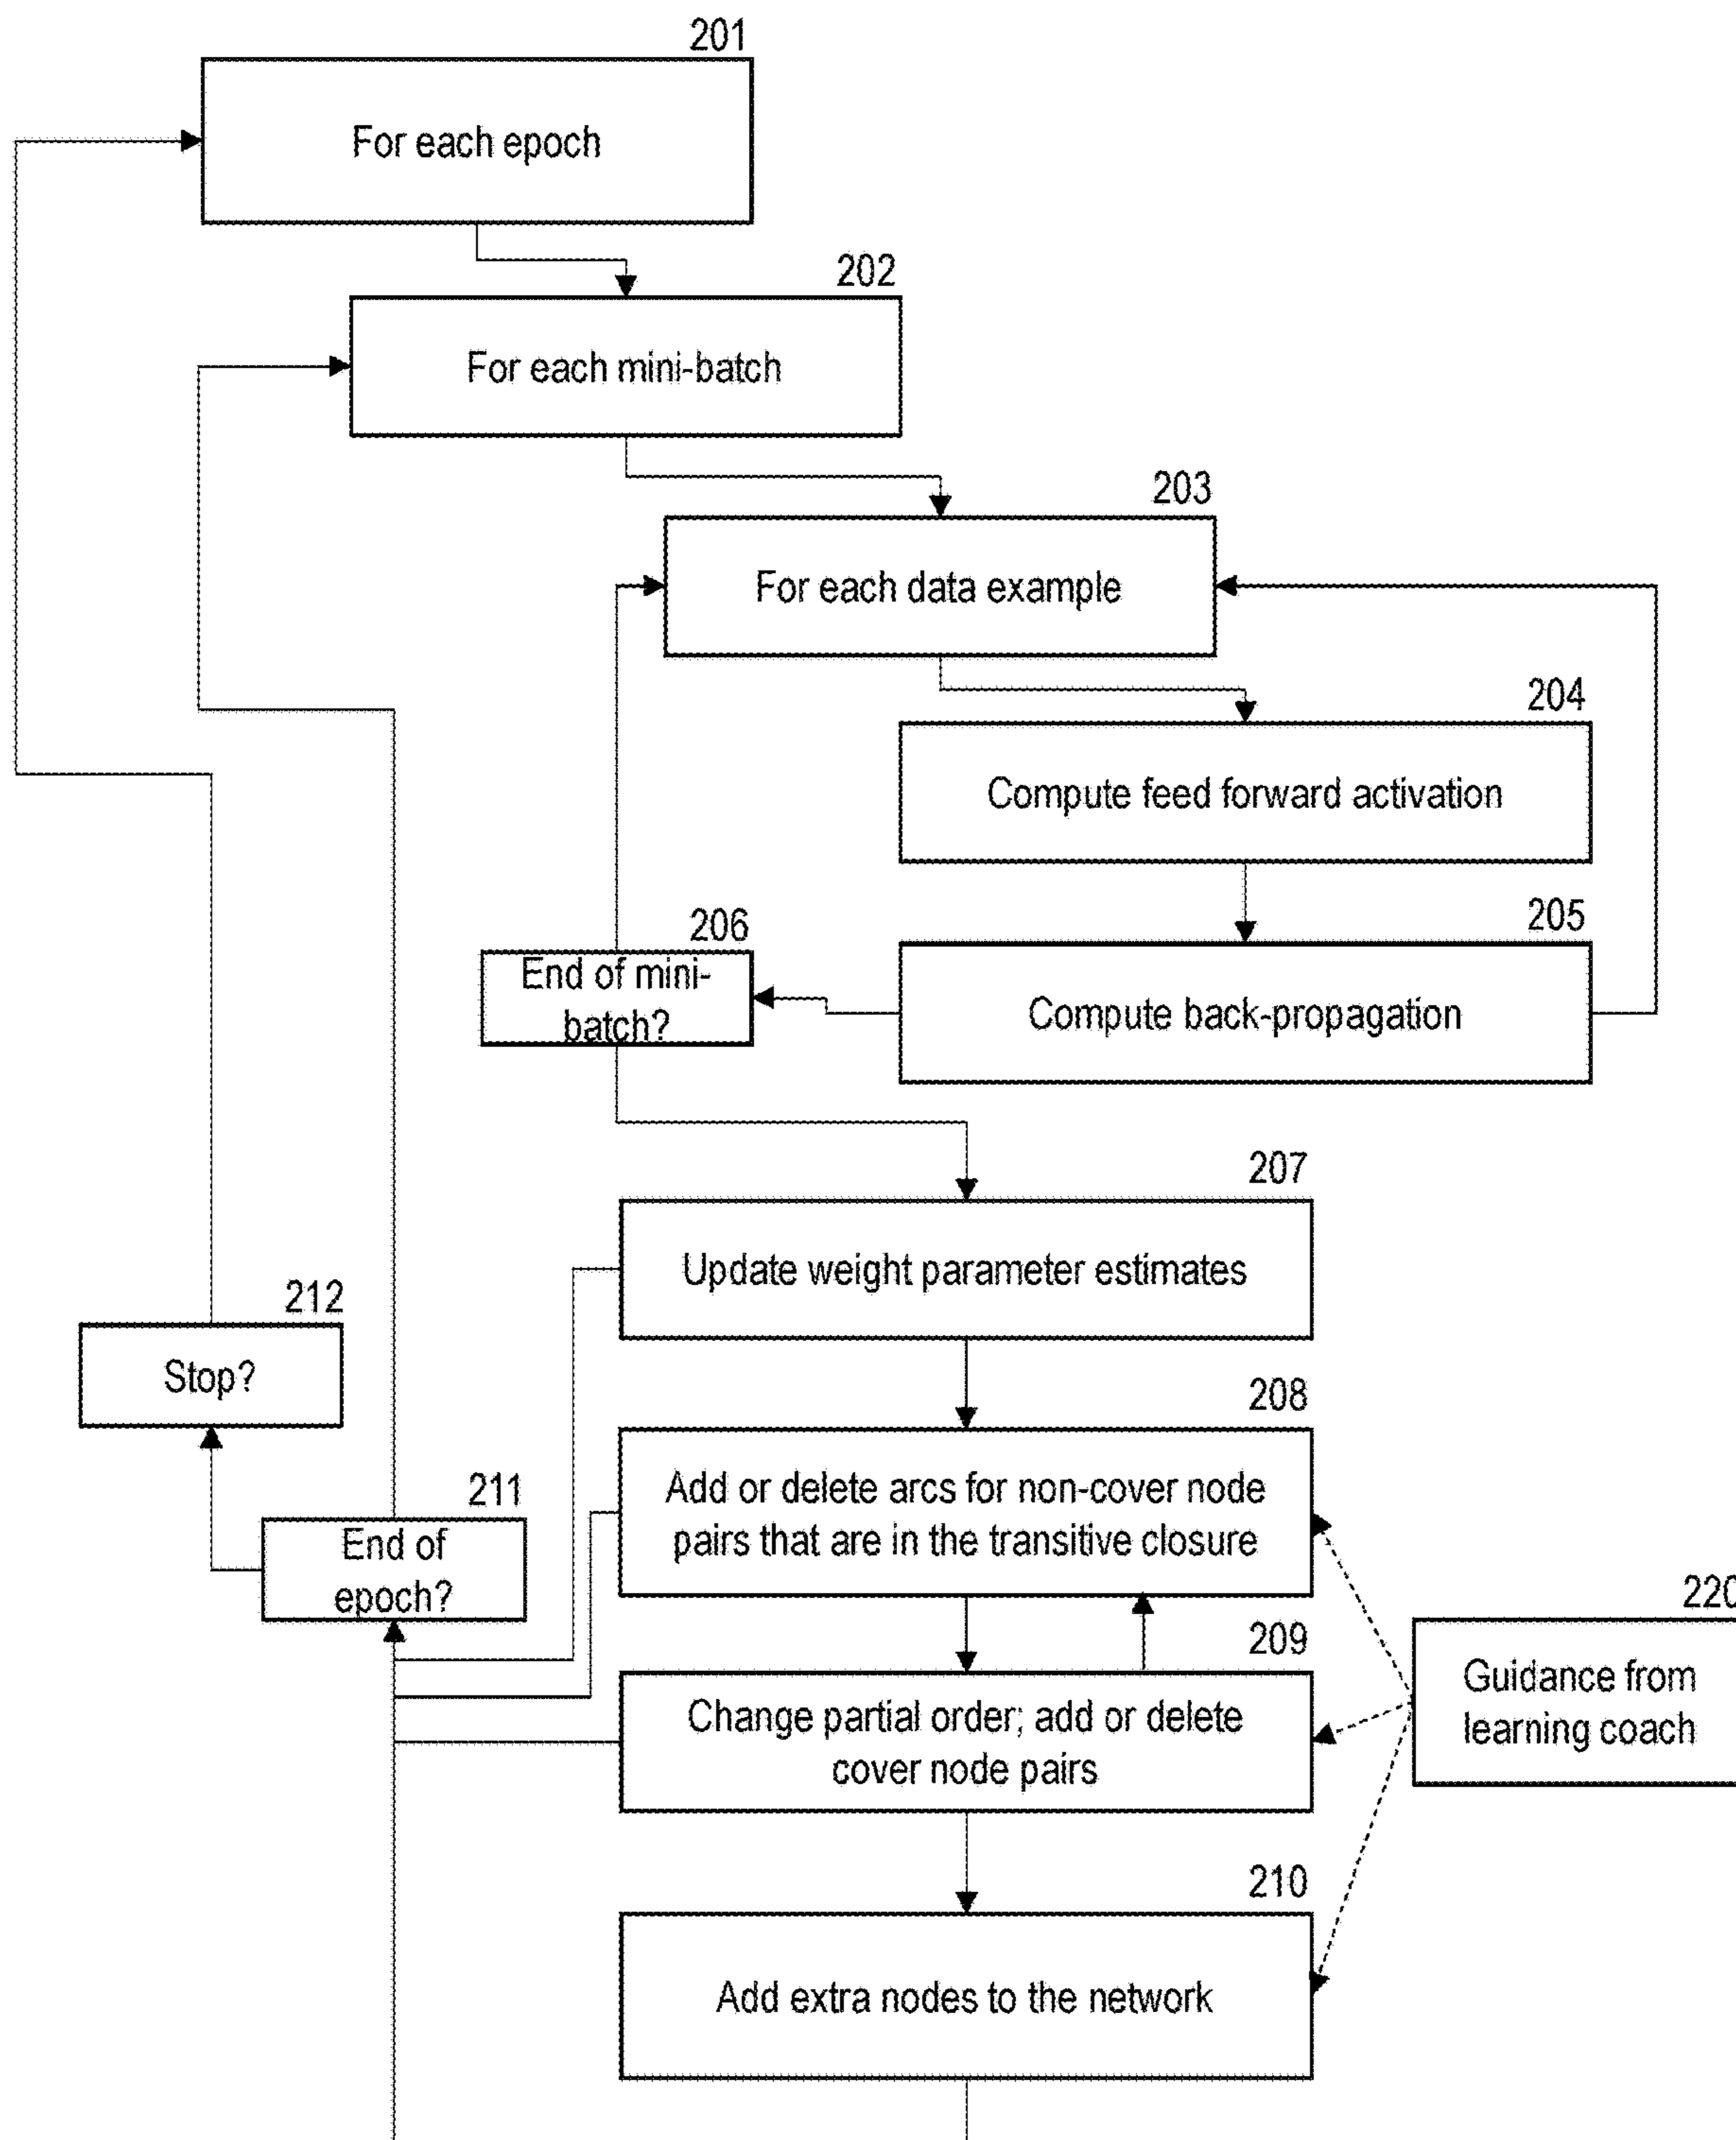 201
For each epoch
202
For each mini-batch
203
For each data example
204
Compute feed forward activation
205
Compute back-propagation
206
End of mini-
batch?
207
Update weight parameter estimates
212
Stop?
208
Add or delete arcs for non-cover node
pairs that are in the transitive closure
211
End of
epoch?
220
Guidance from
learning coach
209
Change partial order; add or delete
cover node pairs
210
Add extra nodes to the network